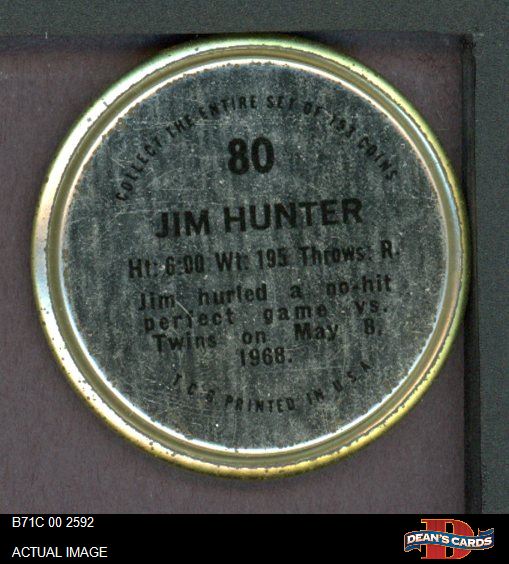 COLLECT THE ENTIRE SET OF 153 COINS
80
JIM HUNTER
Ht: 6:00 Wt: 195 Throws: R.
Jim hurled a no-hit
perfect game vs.
Twins on May 8,
1968.
T.C.G PRINTED IN U.S.A.
B71C 00 2592
ACTUAL IMAGE
D
DEAN'S CARDS